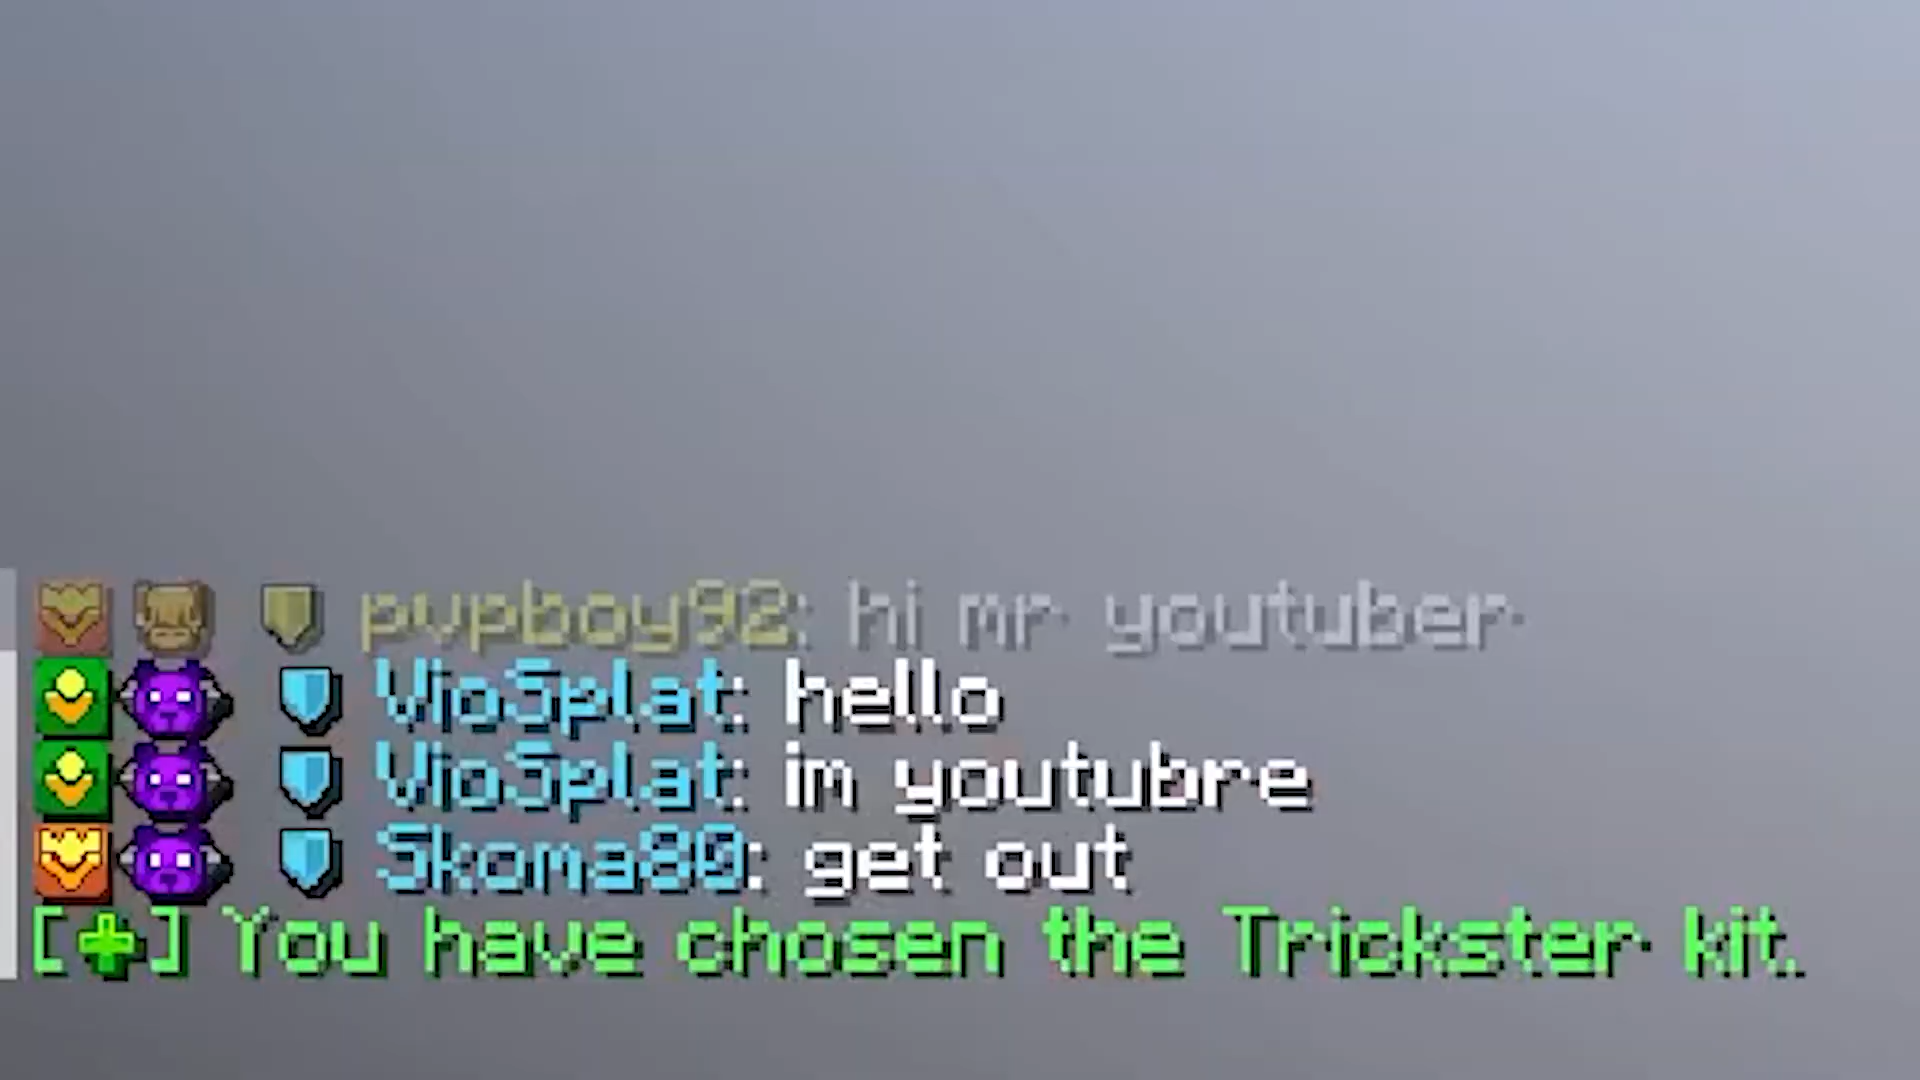 pvpboy92: hi mr youtuber
VioSplat: hello
VioSplat: im youtubre
Skoma80: get out
[+] You have chosen the Trickster kit.